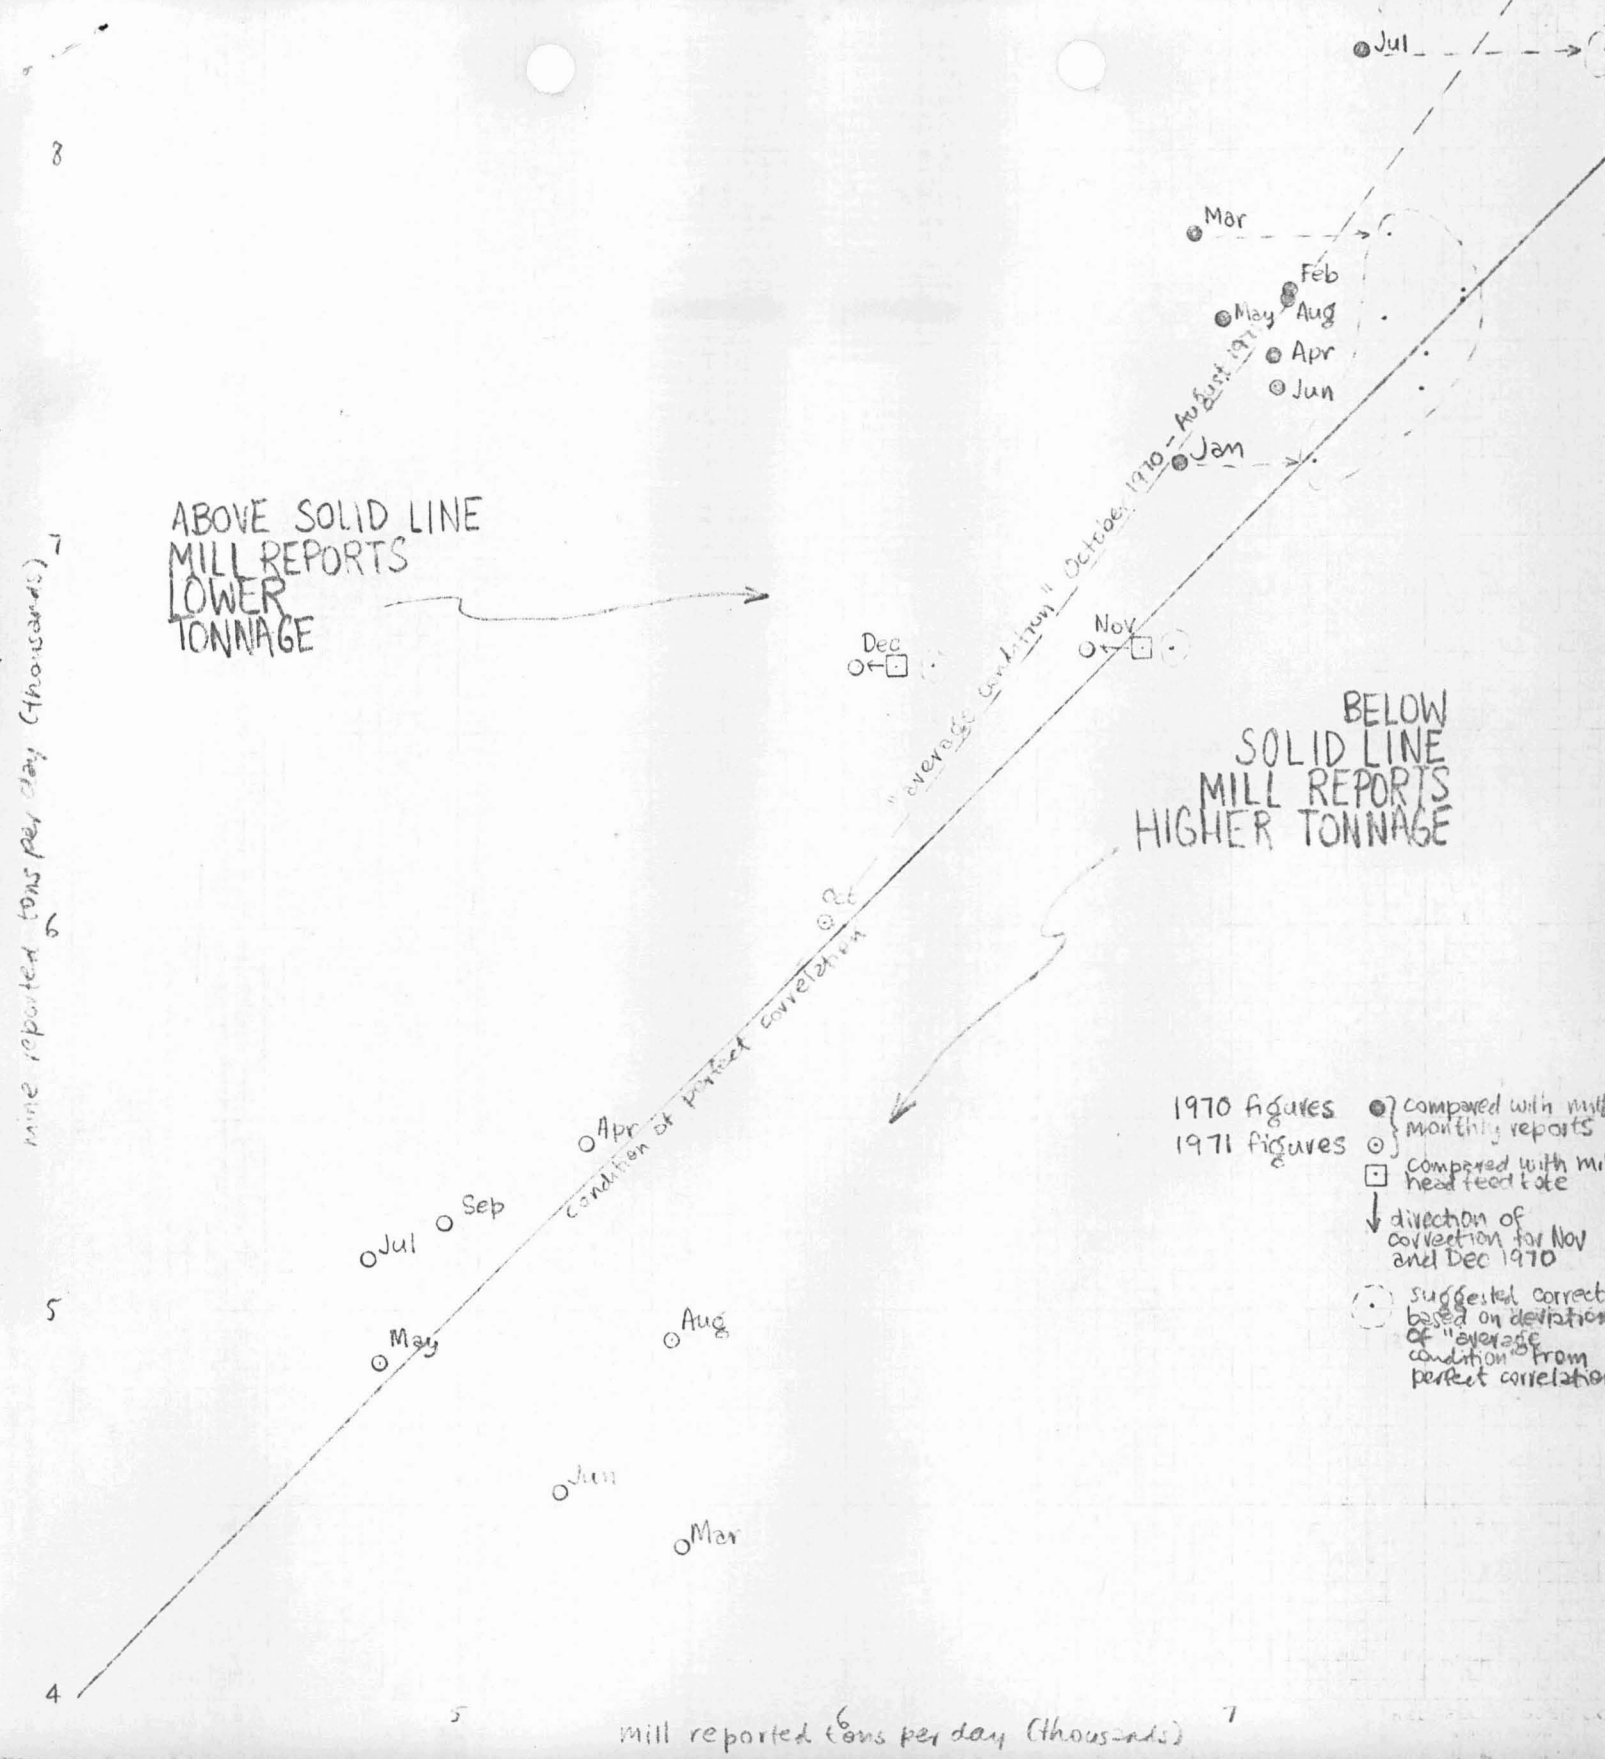 Jul
8
Mar
Feb
May
Aug
Apr
Jun
Jan
ABOVE SOLID LINE
MILL REPORTS
LOWER
TONNAGE
7
Dec
Nov
BELOW
SOLID LINE
MILL REPORTS
HIGHER TONNAGE
"average condition" October 1970 - August 1971
mine reported tons per day (thousands)
6
condition of perfect correlation
Apr
Sep
Jul
5
May
Aug
Jun
Mar
1970 figures
1971 figures
compared with mill
monthly reports
compared with mi
head feed tote
direction of
correction for Nov
and Dec 1970
suggested correct
based on deviation
of "average
condition" from
perfect correlation
4
5
6
7
mill reported tons per day (thousands)